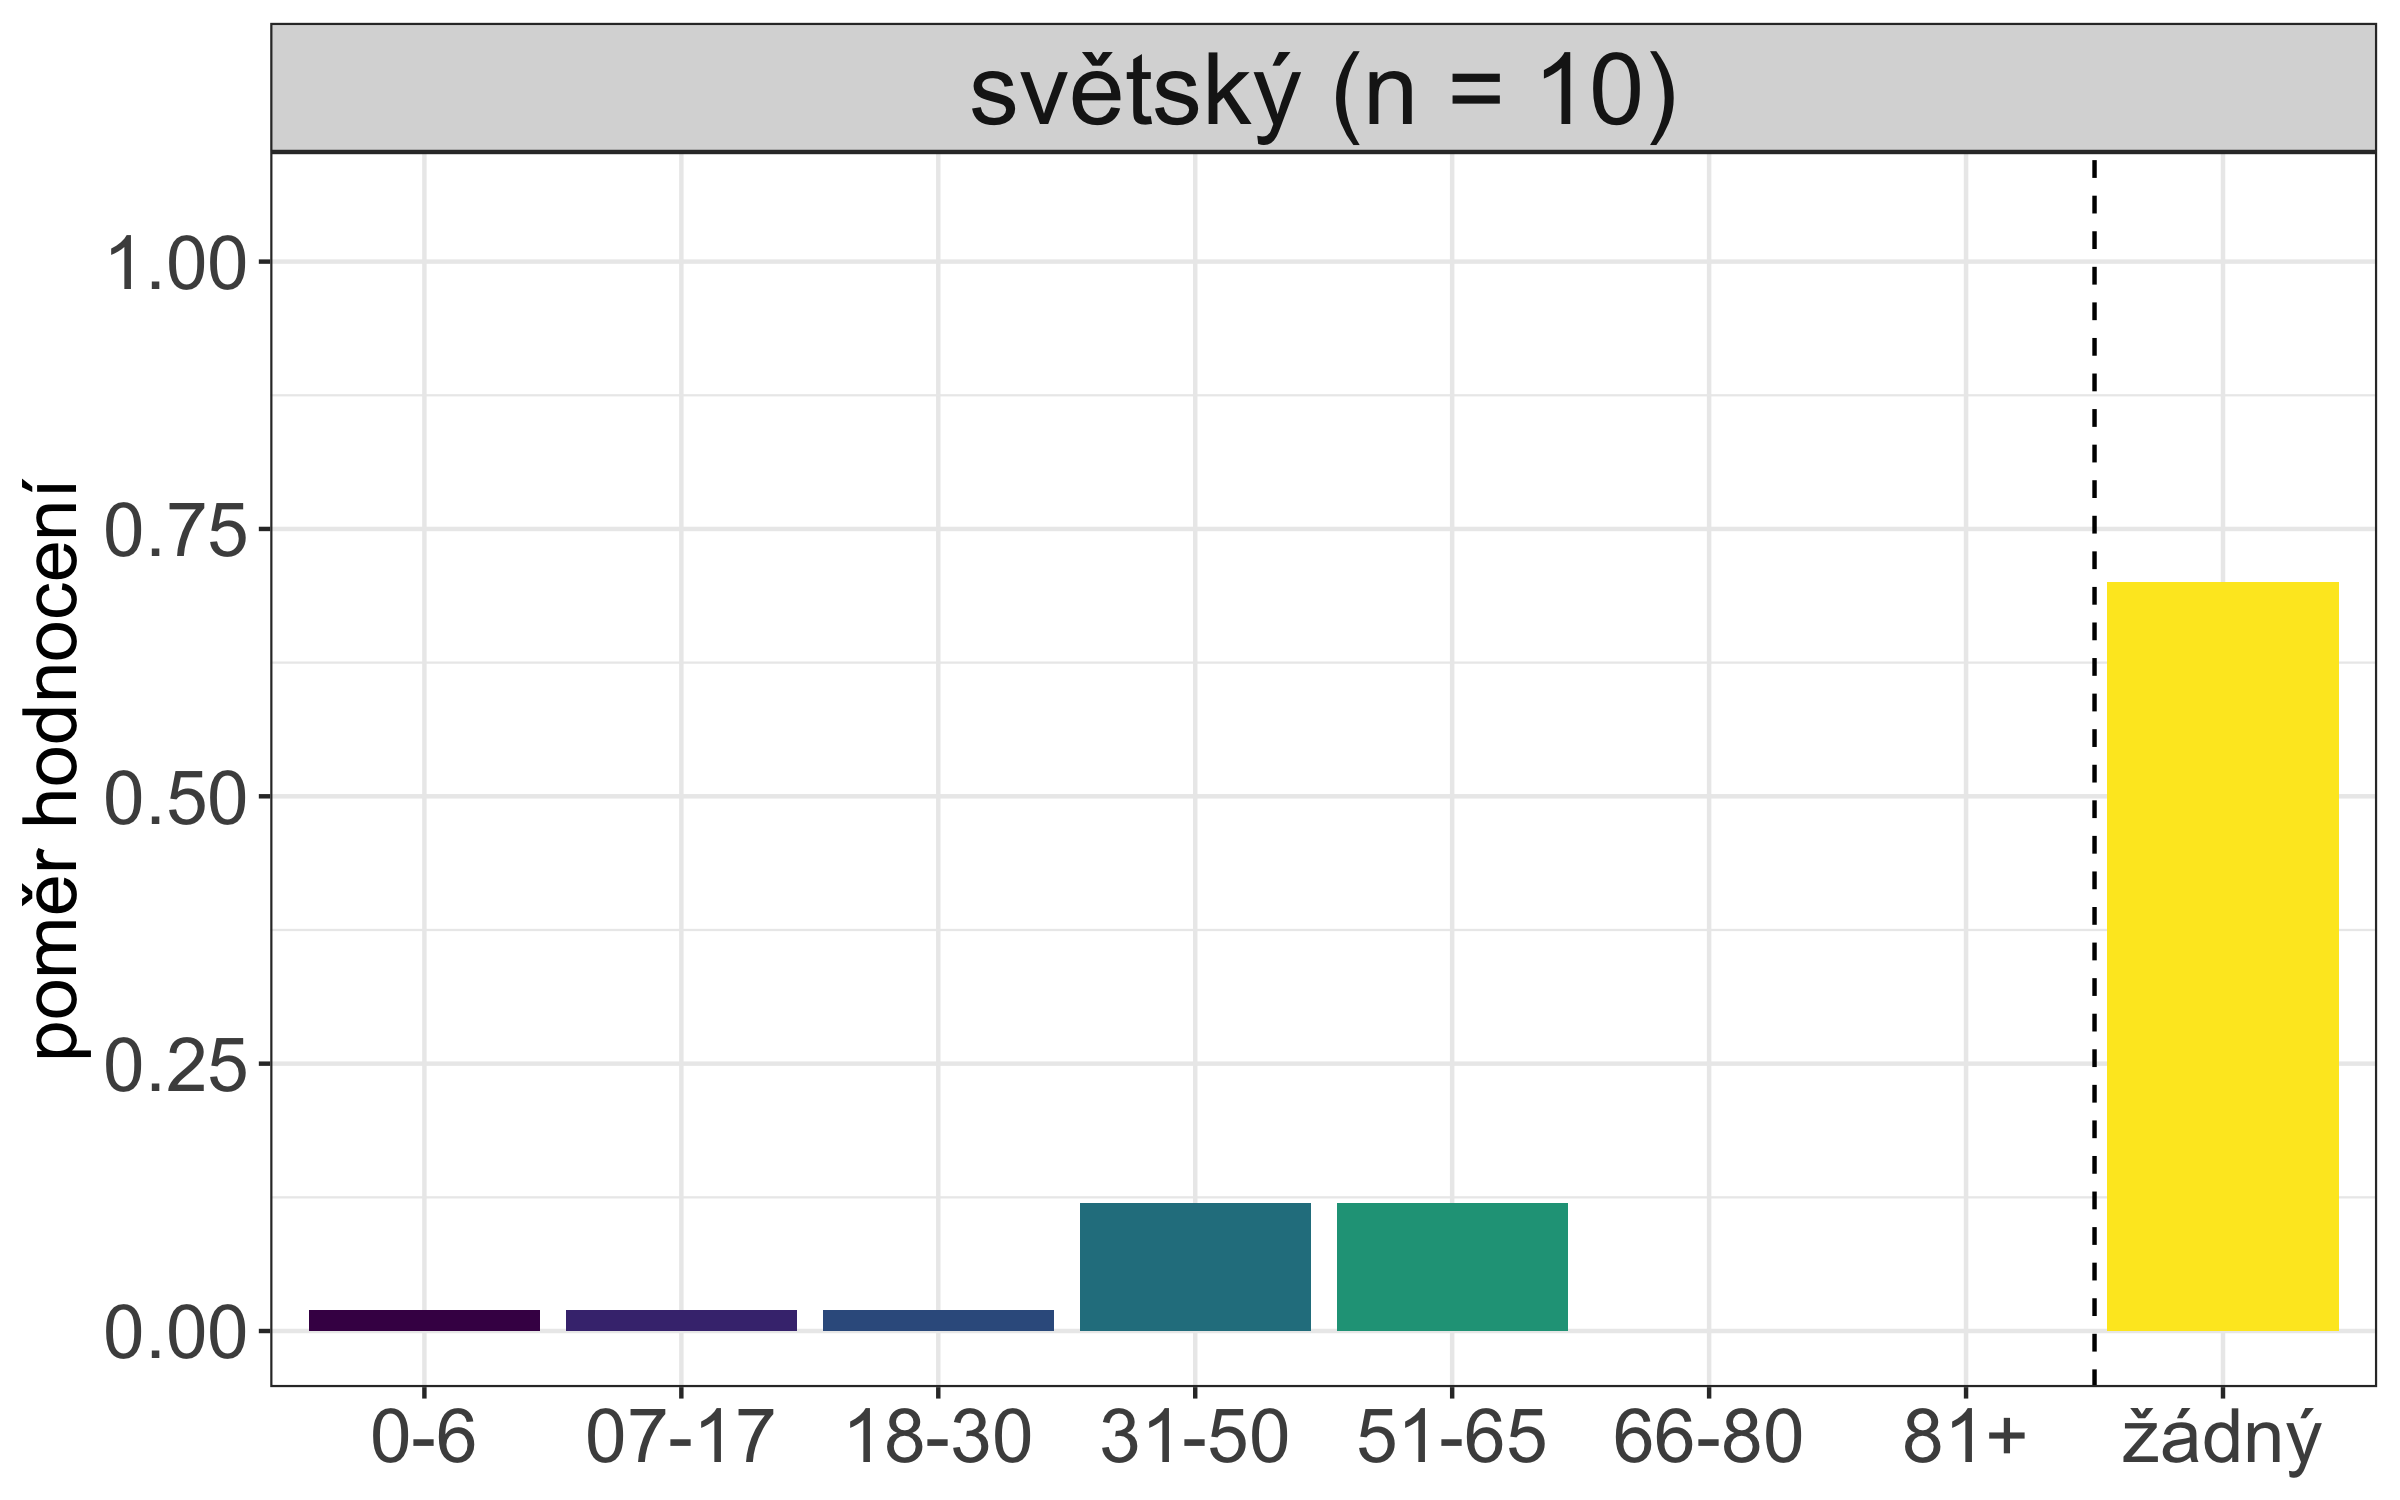 světský (n = 10)
poměr hodnocení
1.00
0.75
0.50
0.25
0.00
0-6 07-17 18-30 31-50 51-65 66-80 81+ žádný